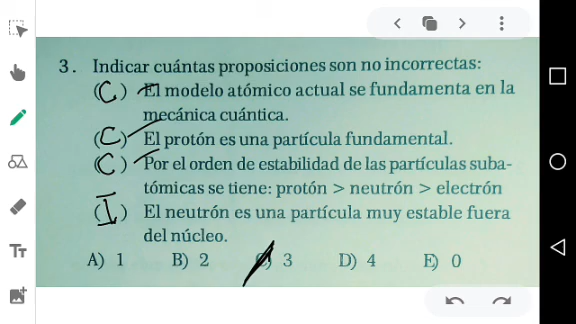 3. Indicar cuántas proposiciones son no incorrectas:
(C) El modelo atómico actual se fundamenta en la
mecánica cuántica.
(C) El protón es una partícula fundamental.
(C) Por el orden de estabilidad de las partículas suba-
tómicas se tiene: protón > neutrón > electrón
(I) El neutrón es una partícula muy estable fuera
del núcleo.
A) 1 B) 2 C) 3 D) 4 E) 0
Tт